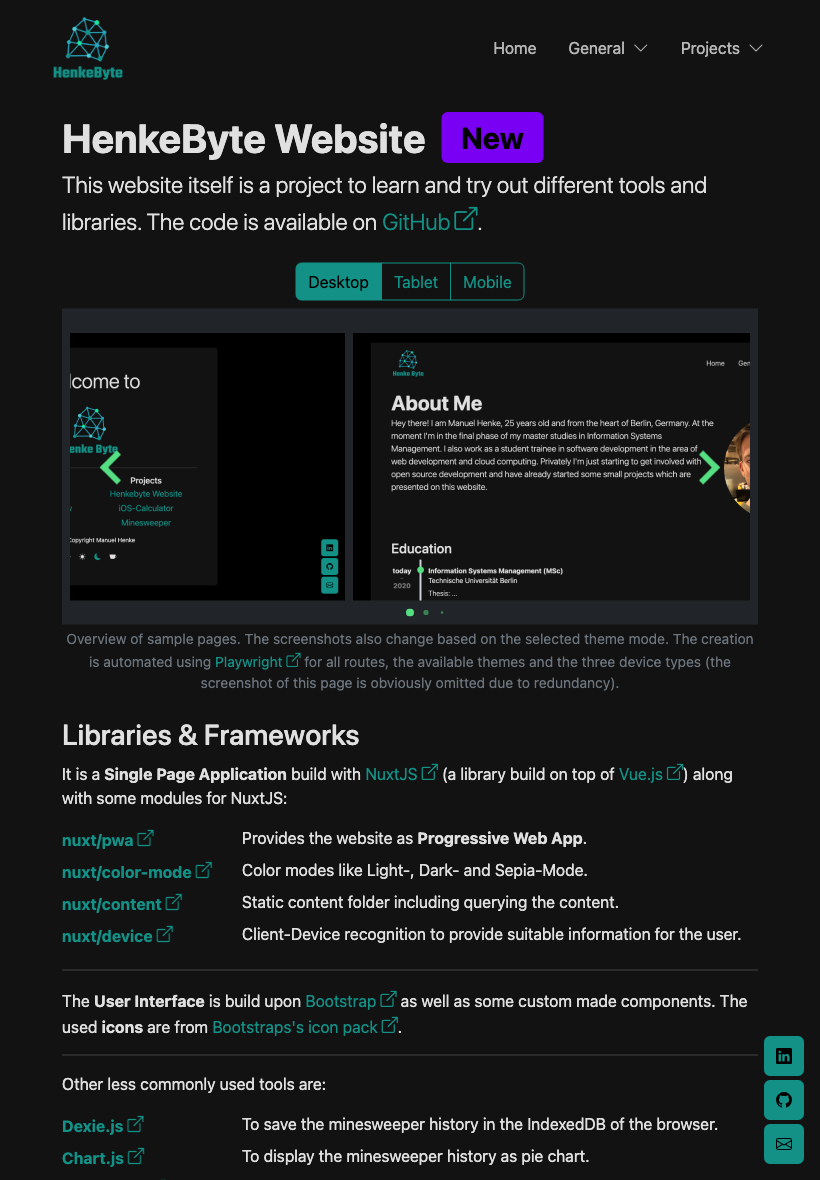 HenkeByte
Home General Projects
HenkeByte Website New
This website itself is a project to learn and try out different tools and
libraries. The code is available on GitHub.
Desktop Tablet Mobile
lcome to
enke Byte
Projects
Henkebyte Website
iOS-Calculator
Minesweeper
opyright Manuel Henke
Henke Byte
Home Gen
About Me
Hey there! I am Manuel Henke, 25 years old and from the heart of Berlin, Germany. At the
moment I'm in the final phase of my master studies in Information Systems
Management. I also work as a student trainee in software development in the area of
web development and cloud computing. Privately I'm just starting to get involved with
open source development and have already started some small projects which are
presented on this website.
Education
today Information Systems Management (MSc)
Technische Universität Berlin
2020
Thesis: ...
Overview of sample pages. The screenshots also change based on the selected theme mode. The creation
is automated using Playwright for all routes, the available themes and the three device types (the
screenshot of this page is obviously omitted due to redundancy).
Libraries & Frameworks
It is a Single Page Application build with NuxtJS (a library build on top of Vue.js) along
with some modules for NuxtJS:
nuxt/pwa Provides the website as Progressive Web App.
nuxt/color-mode Color modes like Light-, Dark- and Sepia-Mode.
nuxt/content Static content folder including querying the content.
nuxt/device Client-Device recognition to provide suitable information for the user.
The User Interface is build upon Bootstrap as well as some custom made components. The
used icons are from Bootstraps's icon pack.
Other less commonly used tools are:
Dexie.js To save the minesweeper history in the IndexedDB of the browser.
Chart.js To display the minesweeper history as pie chart.